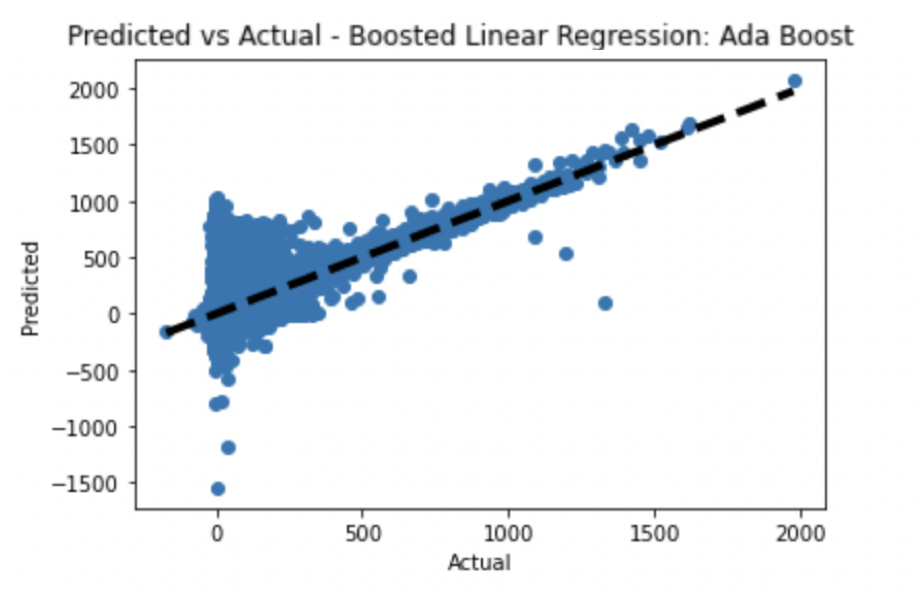 Predicted vs Actual - Boosted Linear Regression: Ada Boost
2000
1500
1000
500
0
−500
−1000
−1500
Predicted
0 500 1000 1500 2000
Actual